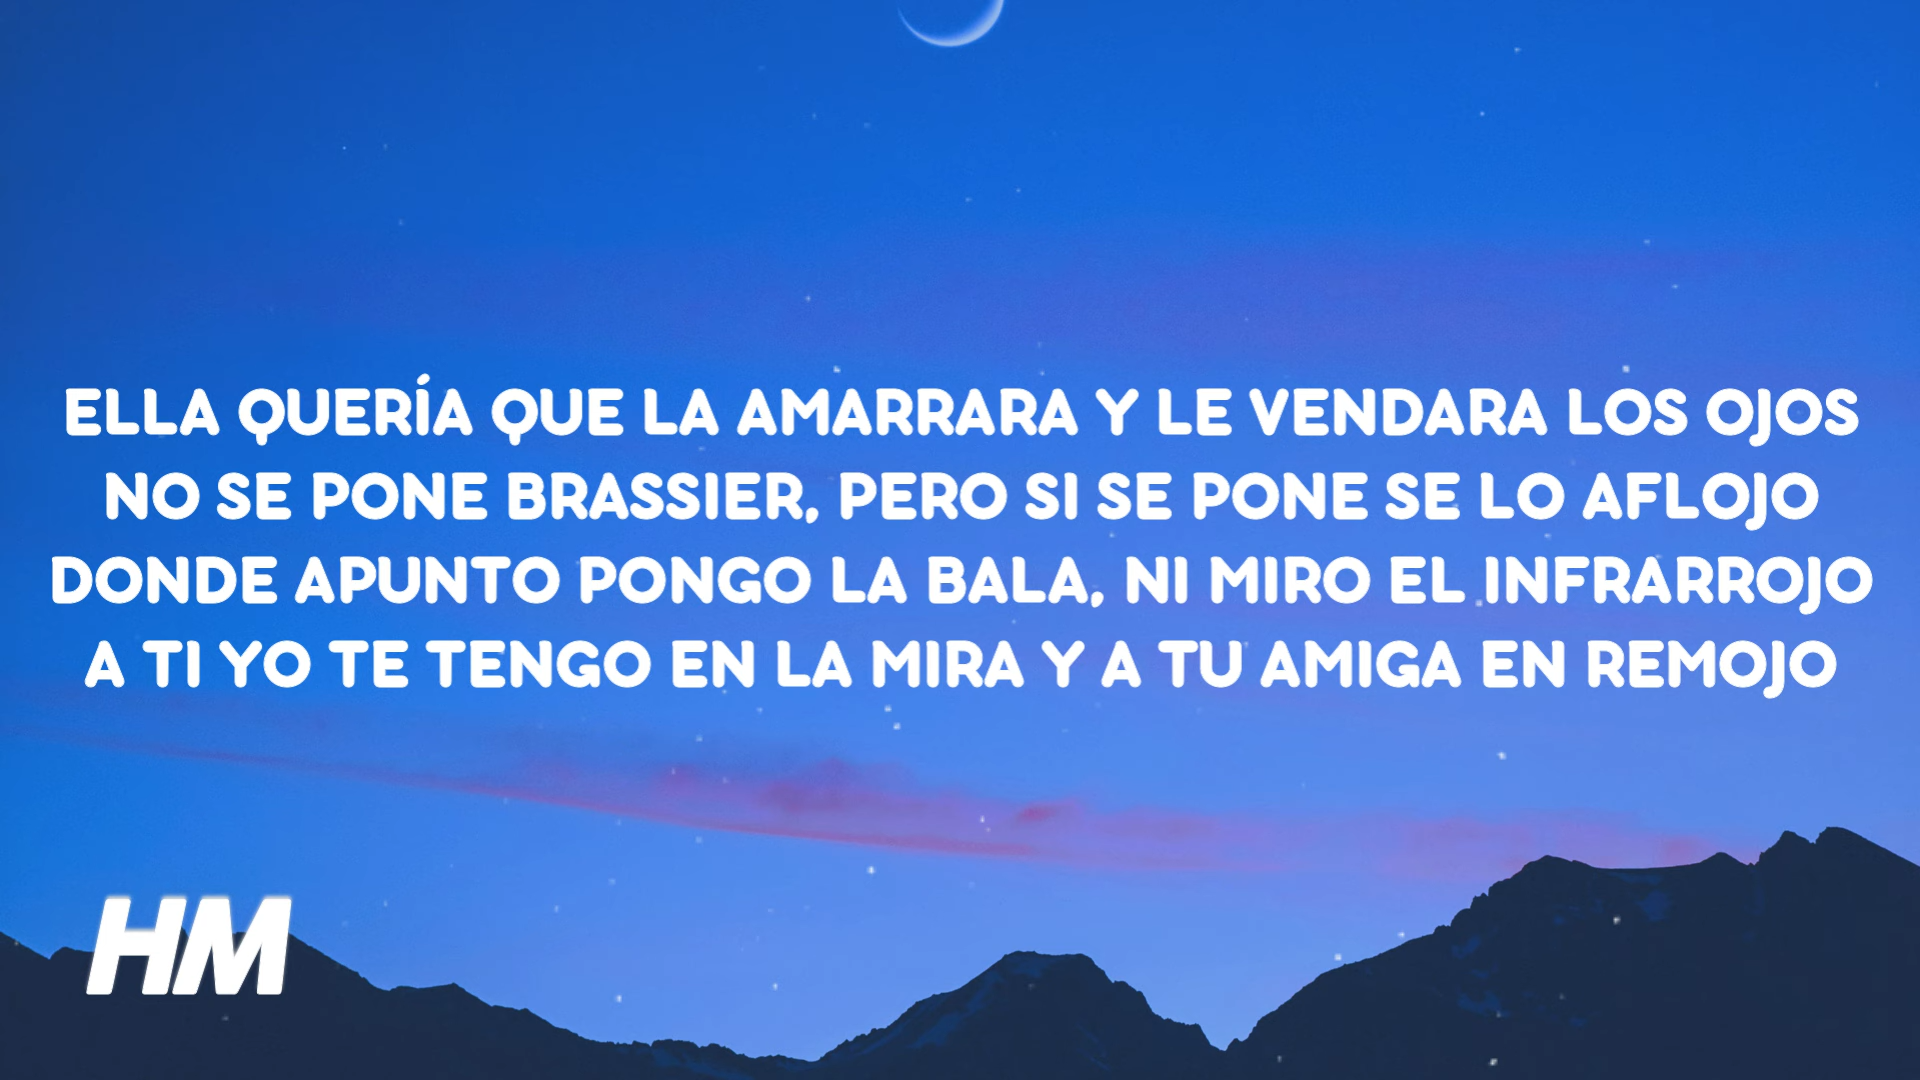 ELLA QUERÍA QUE LA AMARRARA Y LE VENDARA LOS OJOS
NO SE PONE BRASSIER, PERO SI SE PONE SE LO AFLOJO
DONDE APUNTO PONGO LA BALA, NI MIRO EL INFRARROJO
A TI YO TE TENGO EN LA MIRA Y A TU AMIGA EN REMOJO
HM